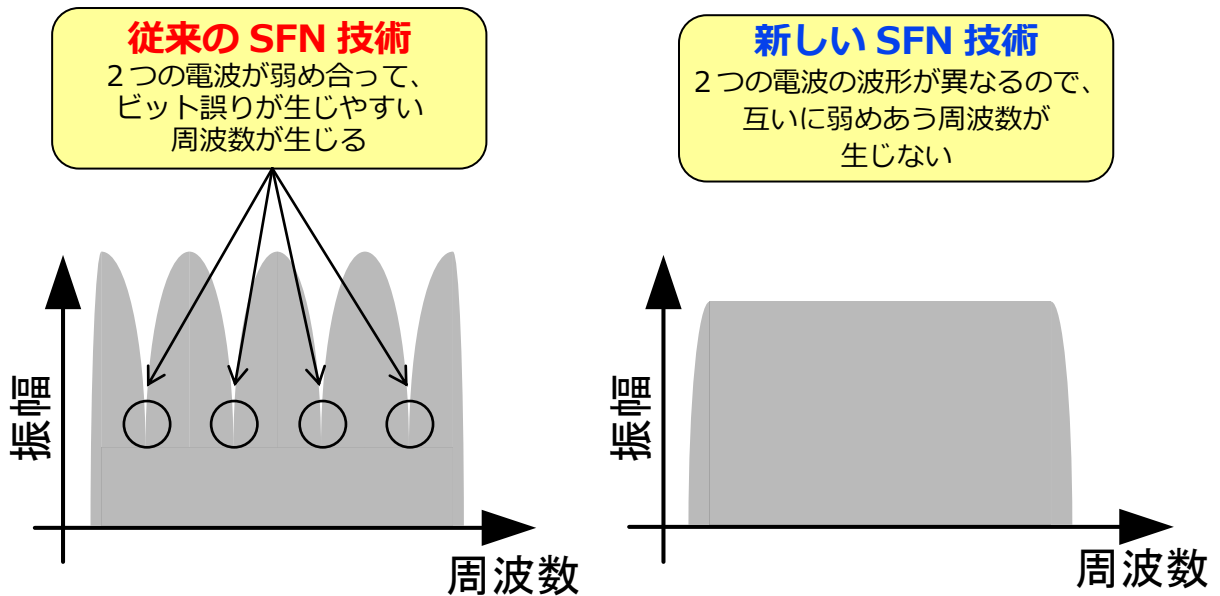 従来の SFN 技術
２つの電波が弱め合って、
ビット誤りが生じやすい
周波数が生じる
新しい SFN 技術
２つの電波の波形が異なるので、
互いに弱めあう周波数が
生じない
振幅
周波数
振幅
周波数